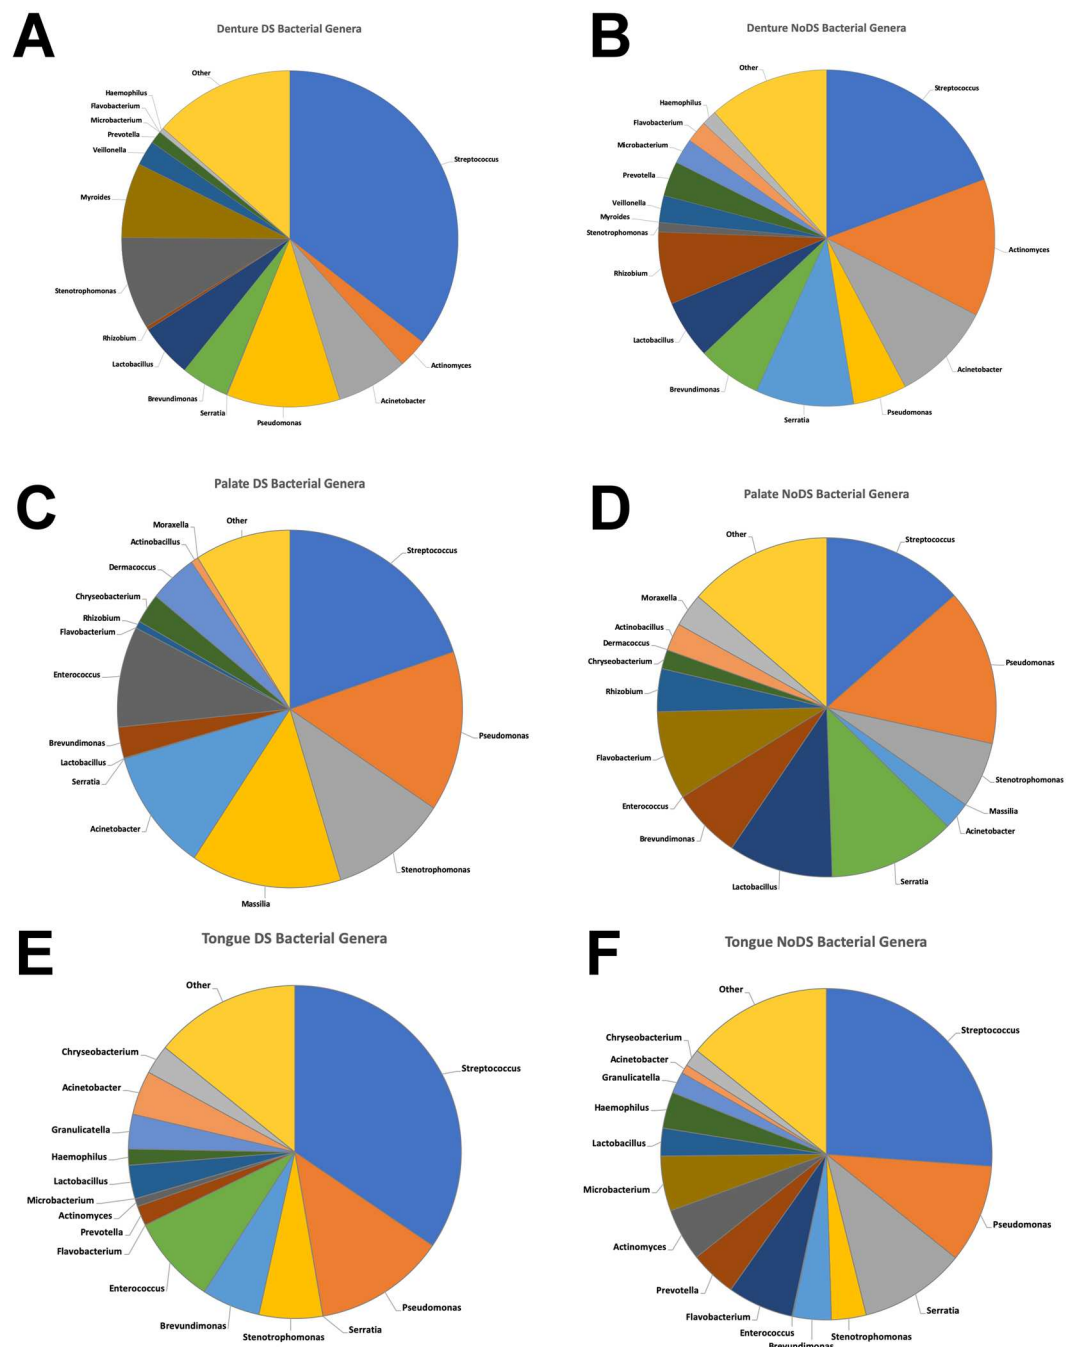 A
Denture DS Bacterial Genera
Other
Haemophilus
Flavobacterium
Microbacterium
Prevotella
Veillonella
Myroides
Stenotrophomonas
Rhizobium
Lactobacillus
Brevundimonas
Serratia
Pseudomonas
Acinetobacter
Actinomyces
Streptococcus
B
Denture NoDS Bacterial Genera
Other
Haemophilus
Flavobacterium
Microbacterium
Prevotella
Veillonella
Myroides
Stenotrophomonas
Rhizobium
Lactobacillus
Brevundimonas
Serratia
Pseudomonas
Acinetobacter
Actinomyces
Streptococcus
C
Palate DS Bacterial Genera
Other
Moraxella
Actinobacillus
Dermacoccus
Chryseobacterium
Rhizobium
Flavobacterium
Enterococcus
Brevundimonas
Lactobacillus
Serratia
Acinetobacter
Massilia
Stenotrophomonas
Pseudomonas
Streptococcus
D
Palate NoDS Bacterial Genera
Other
Moraxella
Actinobacillus
Dermacoccus
Chryseobacterium
Rhizobium
Flavobacterium
Enterococcus
Brevundimonas
Lactobacillus
Serratia
Acinetobacter
Massilia
Stenotrophomonas
Pseudomonas
Streptococcus
E
Tongue DS Bacterial Genera
Other
Chryseobacterium
Acinetobacter
Granulicatella
Haemophilus
Lactobacillus
Microbacterium
Actinomyces
Prevotella
Flavobacterium
Enterococcus
Brevundimonas
Stenotrophomonas
Serratia
Pseudomonas
Streptococcus
F
Tongue NoDS Bacterial Genera
Other
Chryseobacterium
Acinetobacter
Granulicatella
Haemophilus
Lactobacillus
Microbacterium
Actinomyces
Prevotella
Flavobacterium
Enterococcus
Brevundimonas
Stenotrophomonas
Serratia
Pseudomonas
Streptococcus